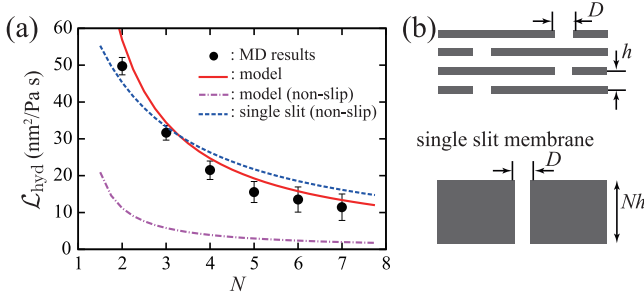 (a)
60
50
40
30
20
10
0
ℒhyd (nm²/Pa s)
: MD results
: model
: model (non-slip)
: single slit (non-slip)
1 2 3 4 5 6 7 8
N
(b)
D
h
single slit membrane
D
Nh